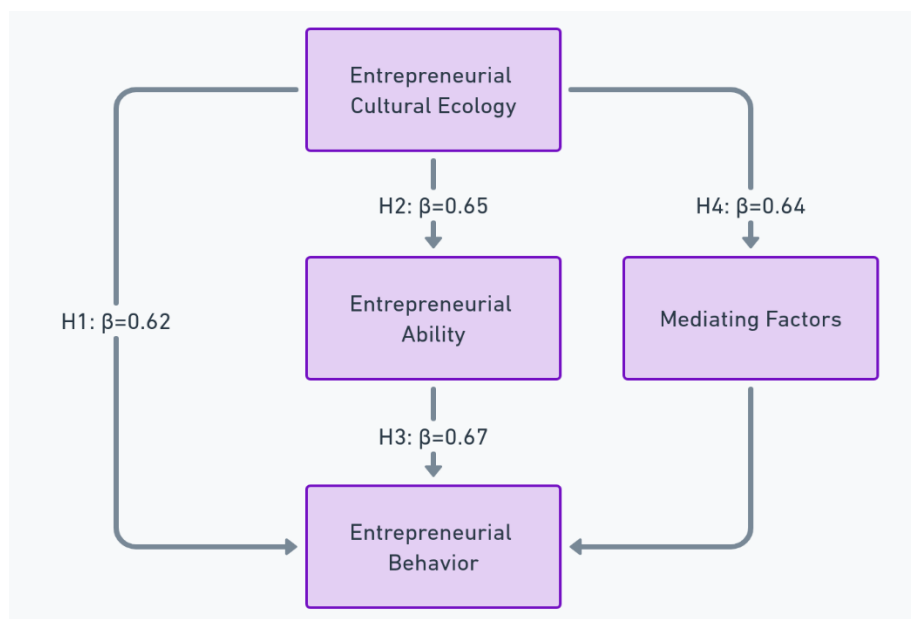 Entrepreneurial
Cultural Ecology
H2: β=0.65
H4: β=0.64
Entrepreneurial
Ability
Mediating Factors
H1: β=0.62
H3: β=0.67
Entrepreneurial
Behavior